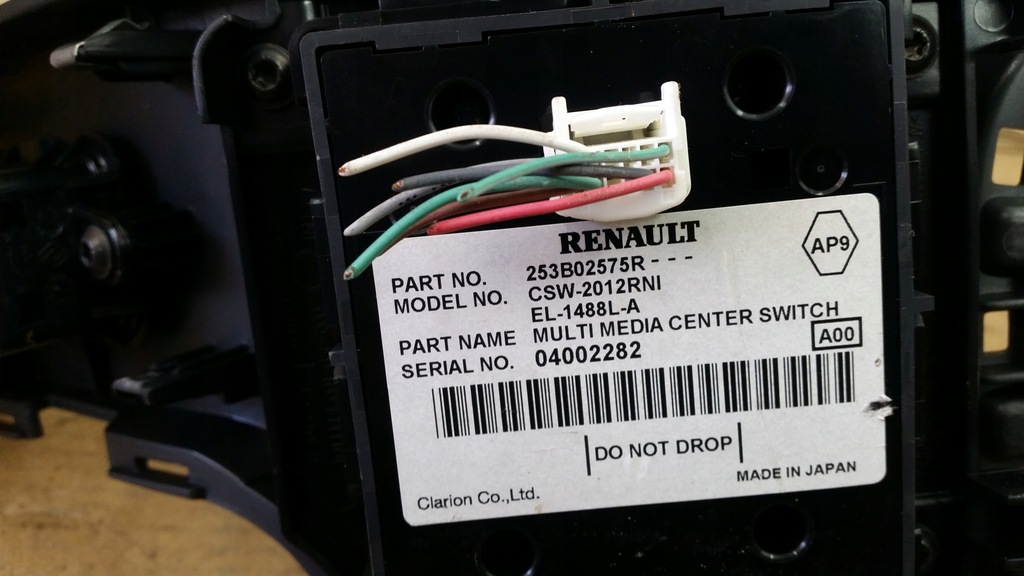 RENAULT
AP9
PART NO. 253B02575R - - -
MODEL NO. CSW-2012RNI
EL-1488L-A
PART NAME MULTI MEDIA CENTER SWITCH
SERIAL NO. 04002282
A00
DO NOT DROP
MADE IN JAPAN
Clarion Co.,Ltd.